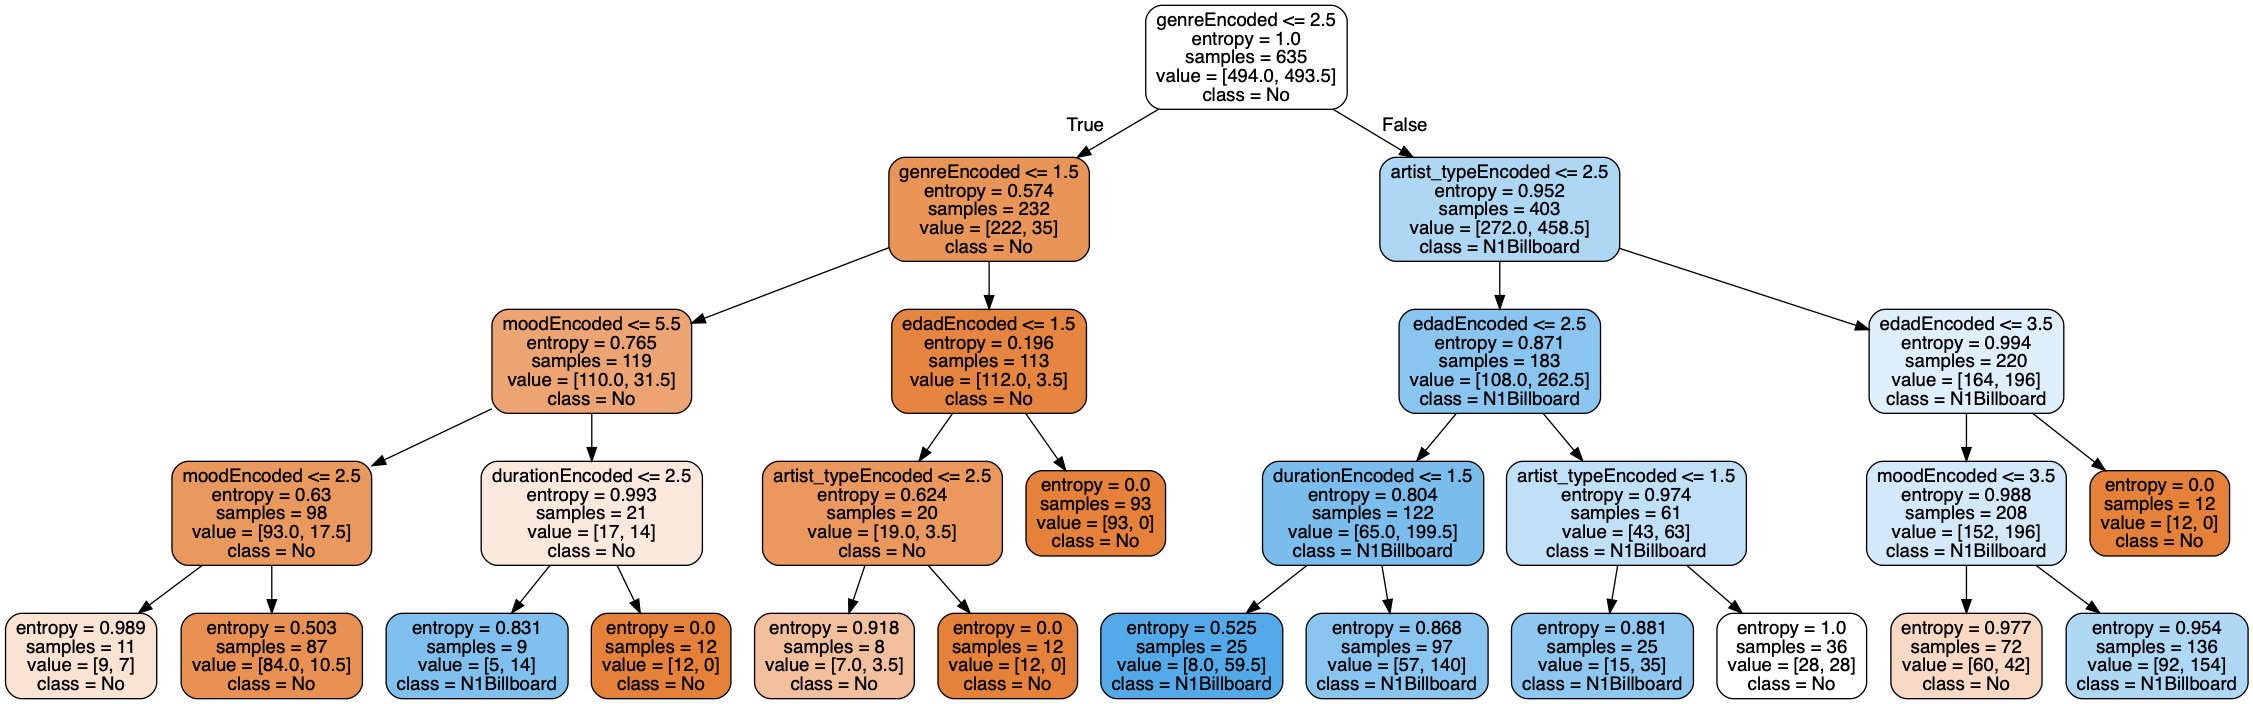 genreEncoded <= 2.5
entropy = 1.0
samples = 635
value = [494.0, 493.5]
class = No
True
False
genreEncoded <= 1.5
entropy = 0.574
samples = 232
value = [222, 35]
class = No
artist_typeEncoded <= 2.5
entropy = 0.952
samples = 403
value = [272.0, 458.5]
class = N1Billboard
moodEncoded <= 5.5
entropy = 0.765
samples = 119
value = [110.0, 31.5]
class = No
edadEncoded <= 1.5
entropy = 0.196
samples = 113
value = [112.0, 3.5]
class = No
edadEncoded <= 2.5
entropy = 0.871
samples = 183
value = [108.0, 262.5]
class = N1Billboard
edadEncoded <= 3.5
entropy = 0.994
samples = 220
value = [164, 196]
class = N1Billboard
moodEncoded <= 2.5
entropy = 0.63
samples = 98
value = [93.0, 17.5]
class = No
durationEncoded <= 2.5
entropy = 0.993
samples = 21
value = [17, 14]
class = No
artist_typeEncoded <= 2.5
entropy = 0.624
samples = 20
value = [19.0, 3.5]
class = No
entropy = 0.0
samples = 93
value = [93, 0]
class = No
durationEncoded <= 1.5
entropy = 0.804
samples = 122
value = [65.0, 199.5]
class = N1Billboard
artist_typeEncoded <= 1.5
entropy = 0.974
samples = 61
value = [43, 63]
class = N1Billboard
moodEncoded <= 3.5
entropy = 0.988
samples = 208
value = [152, 196]
class = N1Billboard
entropy = 0.0
samples = 12
value = [12, 0]
class = No
entropy = 0.989
samples = 11
value = [9, 7]
class = No
entropy = 0.503
samples = 87
value = [84.0, 10.5]
class = No
entropy = 0.831
samples = 9
value = [5, 14]
class = N1Billboard
entropy = 0.0
samples = 12
value = [12, 0]
class = No
entropy = 0.918
samples = 8
value = [7.0, 3.5]
class = No
entropy = 0.0
samples = 12
value = [12, 0]
class = No
entropy = 0.525
samples = 25
value = [8.0, 59.5]
class = N1Billboard
entropy = 0.868
samples = 97
value = [57, 140]
class = N1Billboard
entropy = 0.881
samples = 25
value = [15, 35]
class = N1Billboard
entropy = 1.0
samples = 36
value = [28, 28]
class = No
entropy = 0.977
samples = 72
value = [60, 42]
class = No
entropy = 0.954
samples = 136
value = [92, 154]
class = N1Billboard